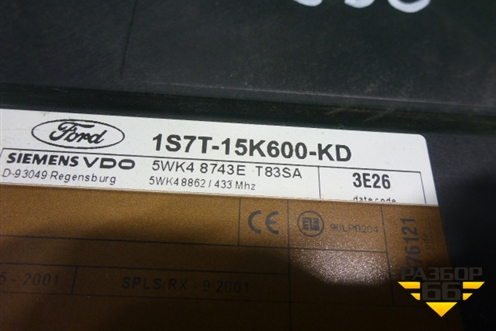 Ford
1S7T-15K600-KD
SIEMENS VDO
5WK4 8743E T83SA
D-93049 Regensburg
5WK48862 / 433 Mhz
3E26
date code
CE
76121
- 2001
SPLS/RX - 9 2001
РАЗБОР
66